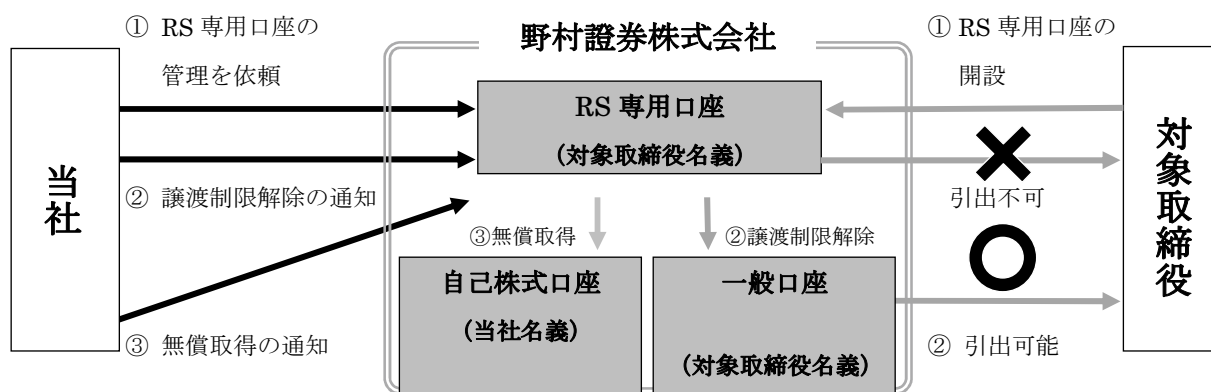 ① RS 専用口座の
管理を依頼
当社
② 譲渡制限解除の通知
③ 無償取得の通知
野村證券株式会社
RS 専用口座
(対象取締役名義)
③無償取得
②譲渡制限解除
自己株式口座
(当社名義)
一般口座
(対象取締役名義)
① RS 専用口座の
開設
引出不可
② 引出可能
対象取締役